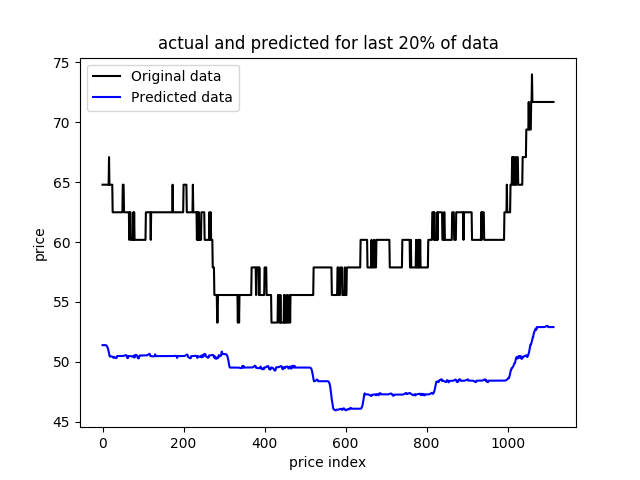 actual and predicted for last 20% of data
Original data
Predicted data
75
70
65
60
55
50
45
price
0 200 400 600 800 1000
price index